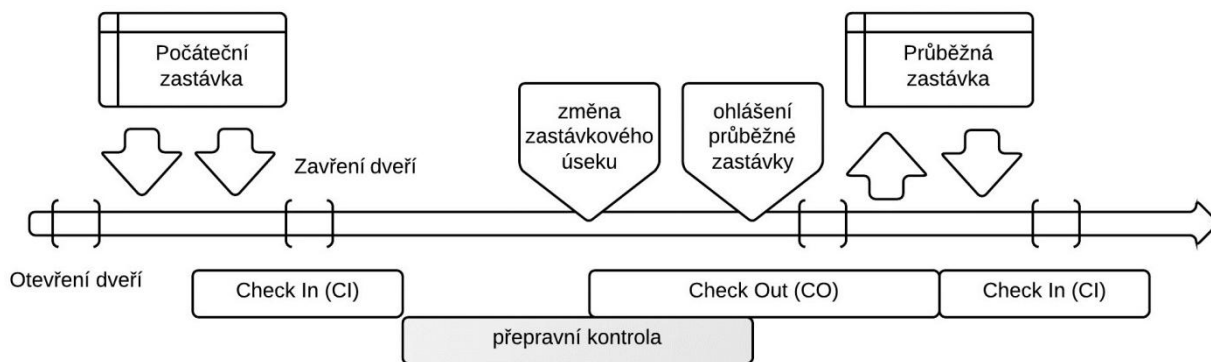 Počáteční
zastávka
Průběžná
zastávka
změna
zastávkového
úseku
ohlášení
průběžné
zastávky
Zavření dveří
Otevření dveří
Check In (CI)
Check Out (CO)
Check In (CI)
přepravní kontrola